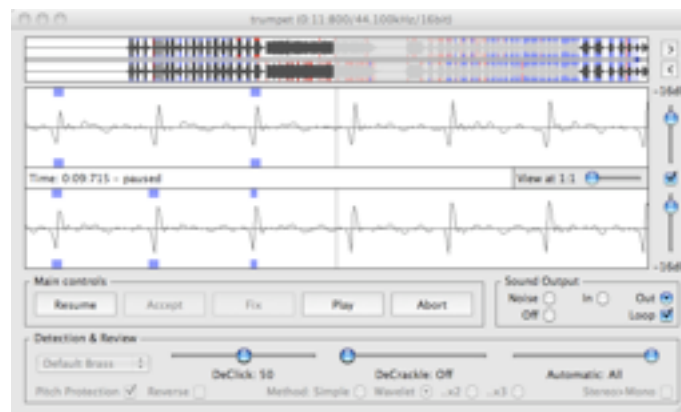 trumpet (0:11.800/44.100kHz/16bit)
>
<
-16dB
Time: 0:09.715 - paused
View at 1:1
-16dB
Main controls
Resume Accept Fix Play Abort
Sound Output
Noise In Out
Off Loop
Detection & Review
Default Brass
DeClick: 50 DeCrackle: Off Automatic: All
Pitch Protection Reverse Method: Simple Wavelet ..x2 ..x3 Stereo>Mono